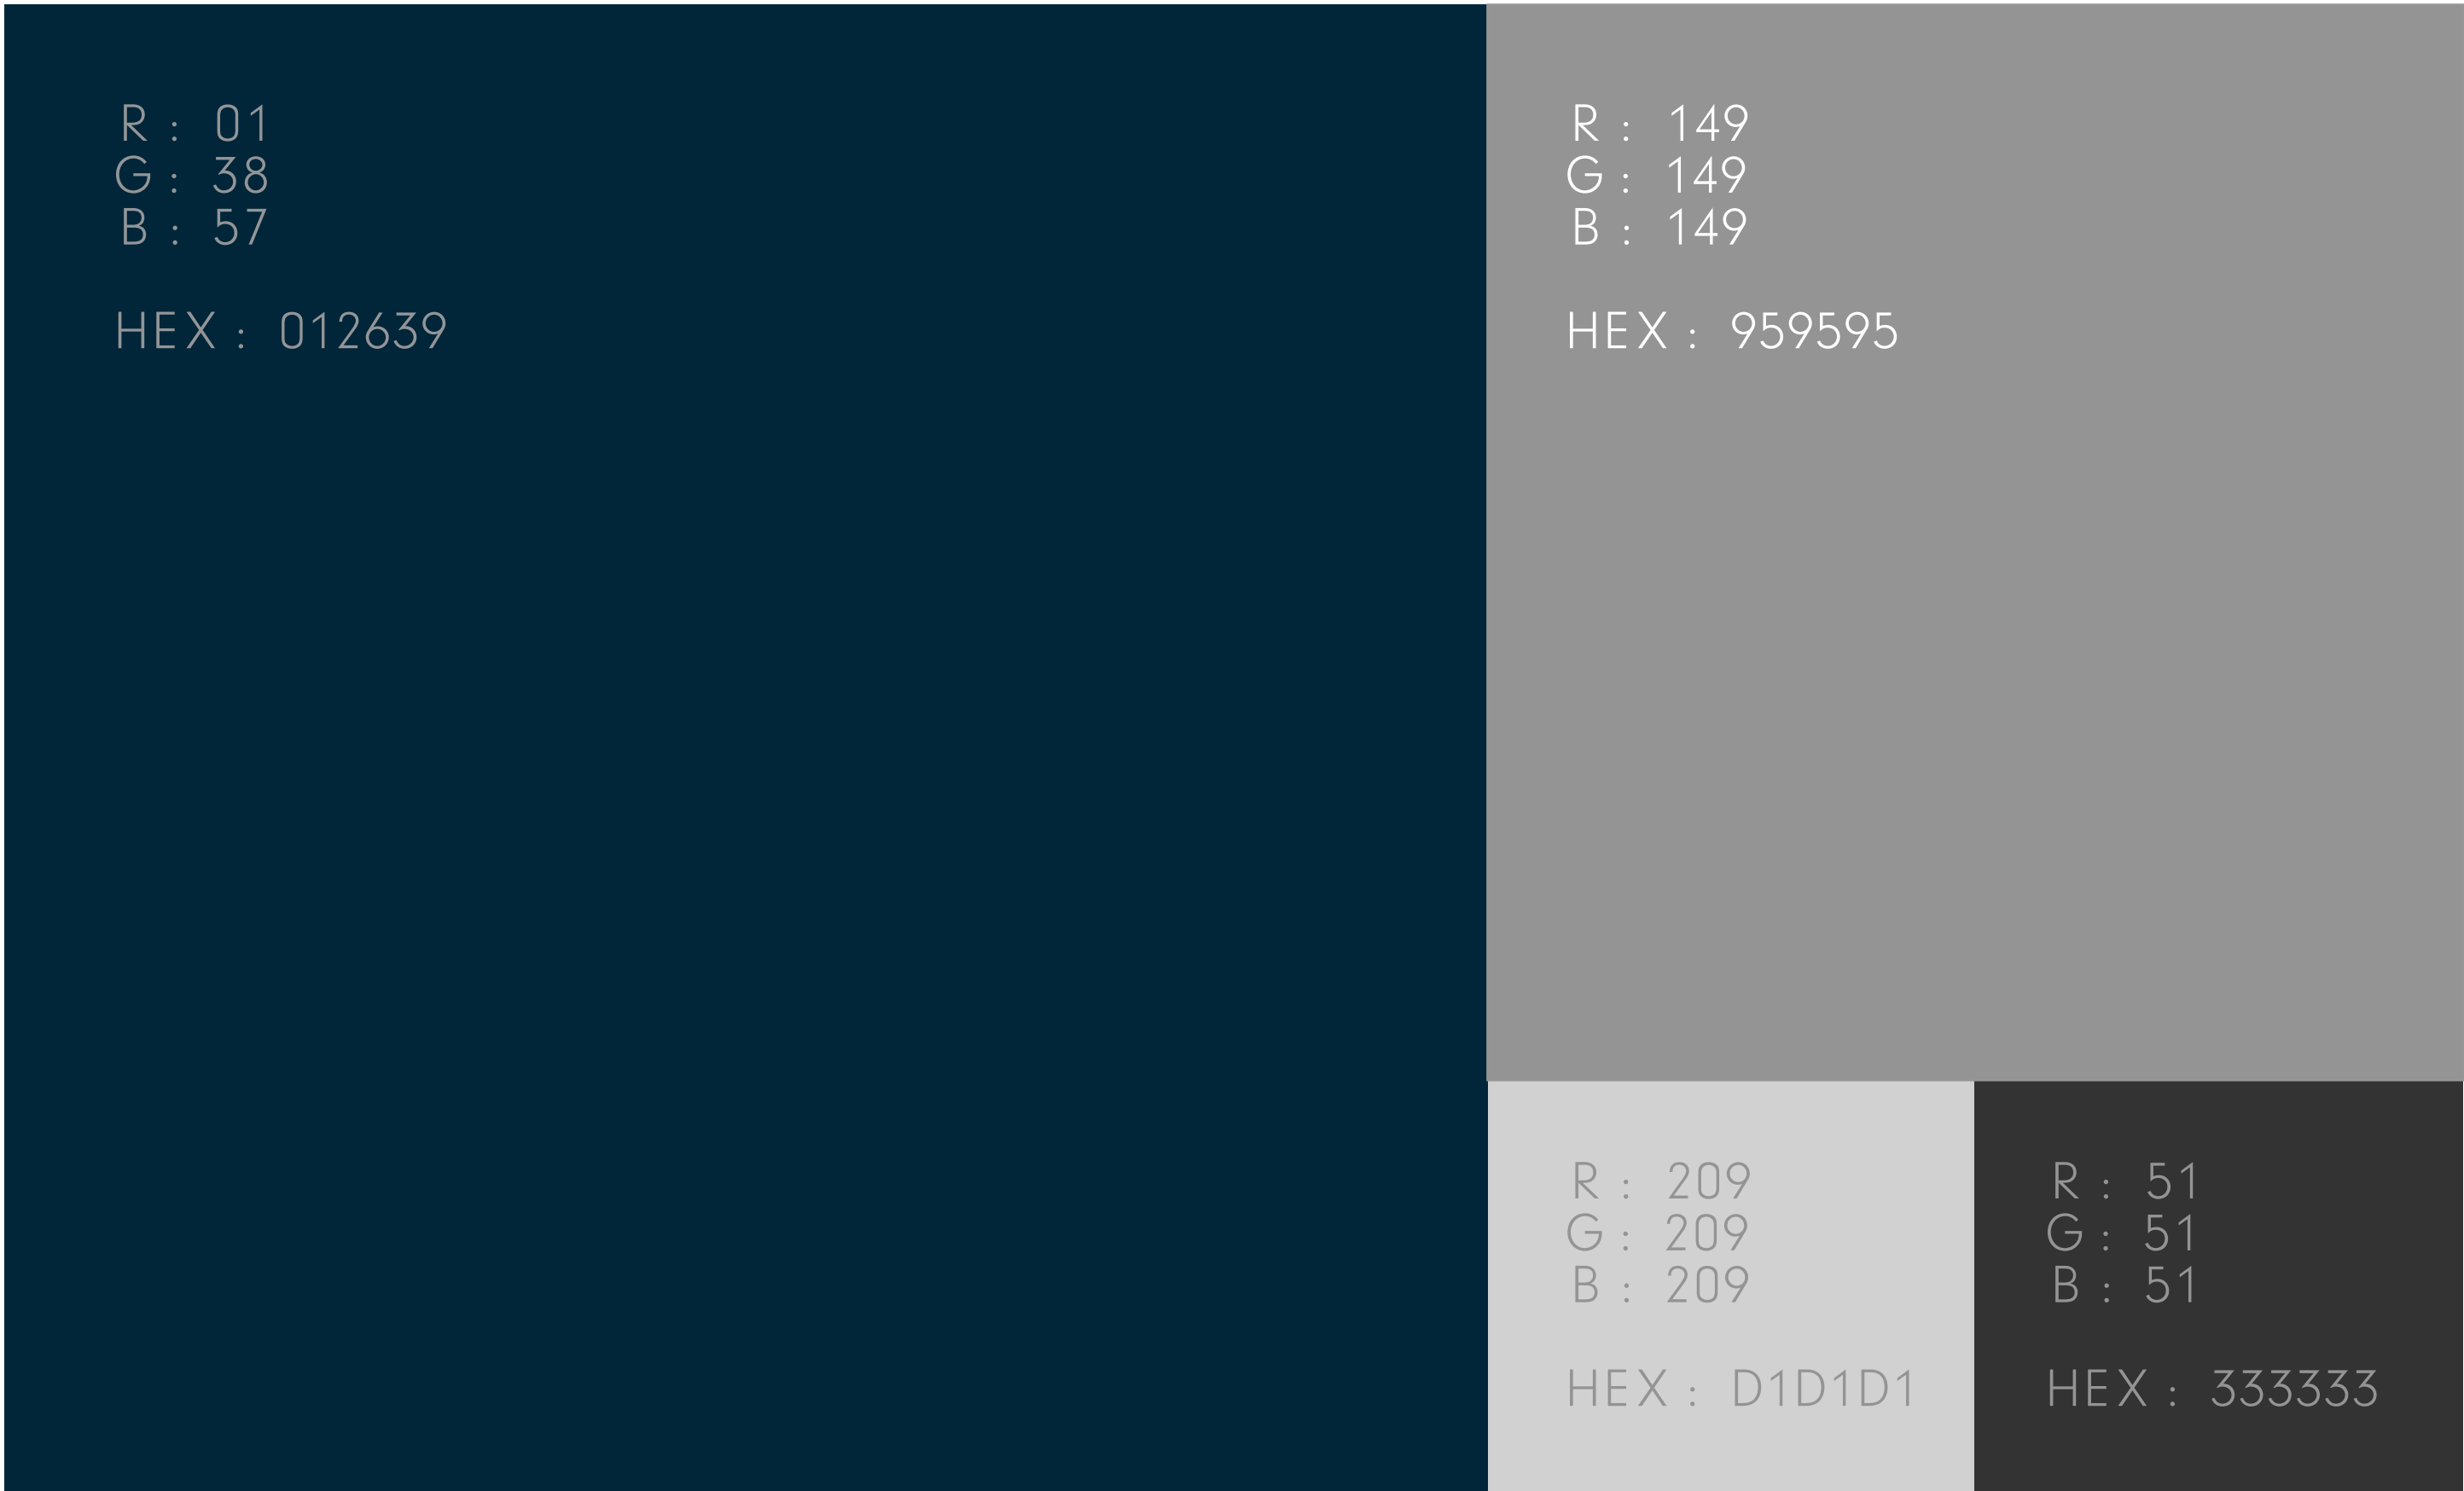 R : 01
G : 38
B : 57
HEX : 012639
R : 149
G : 149
B : 149
HEX : 959595
R : 209
G : 209
B : 209
HEX : D1D1D1
R : 51
G : 51
B : 51
HEX : 333333